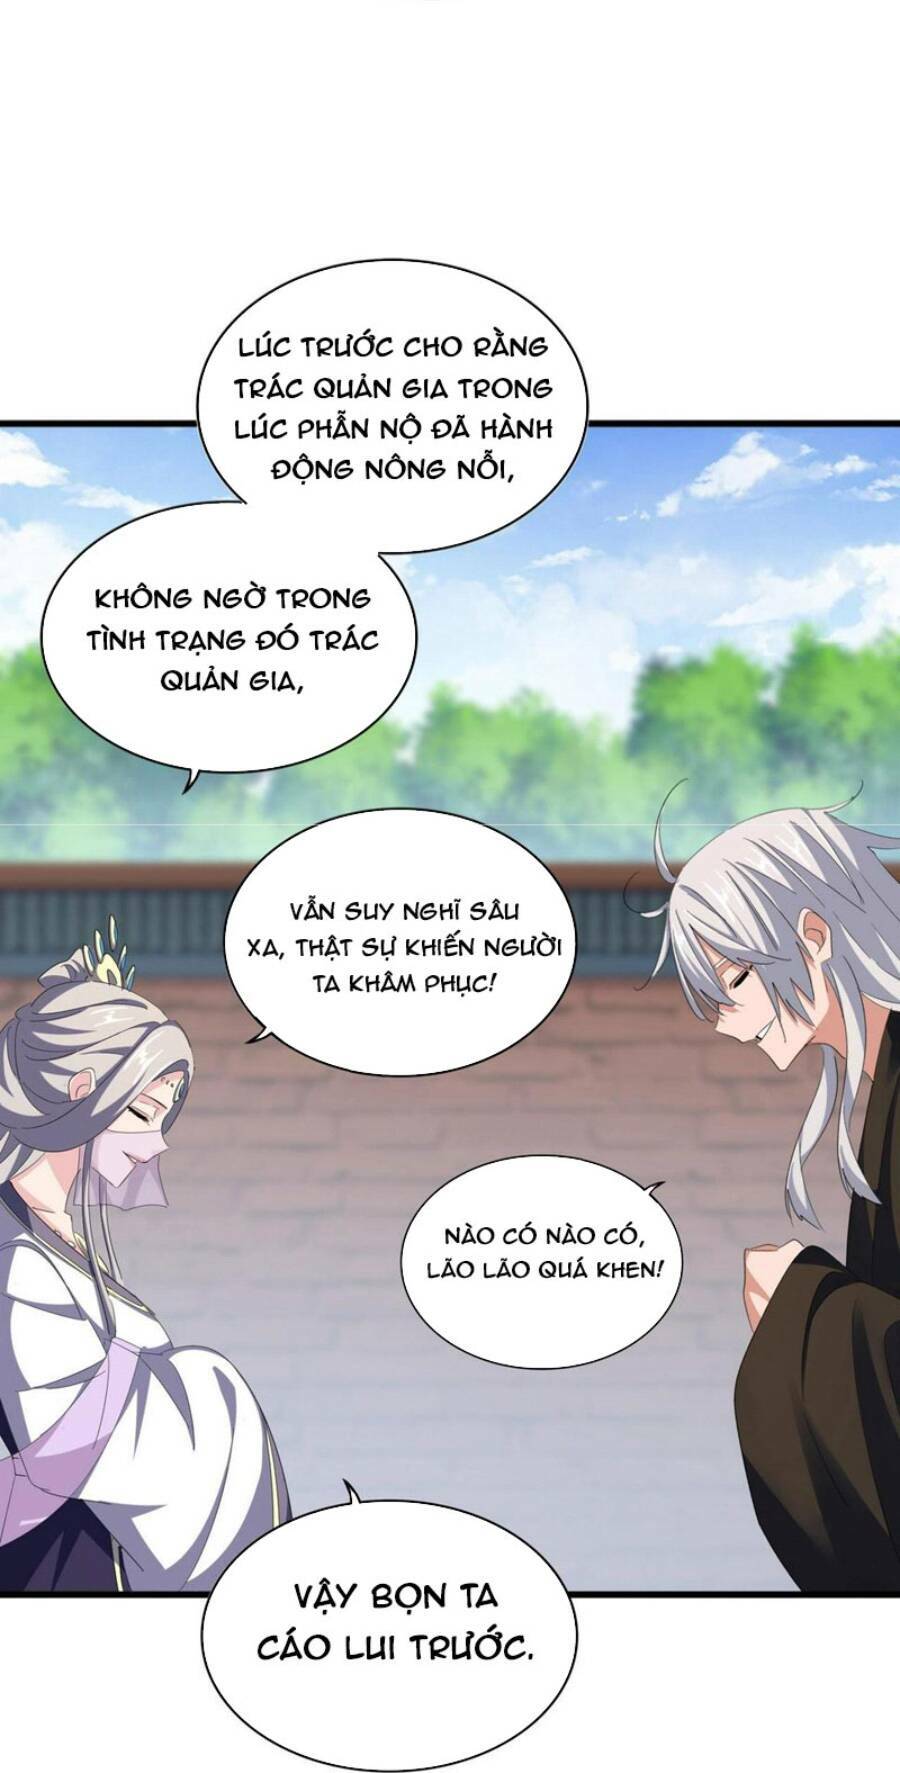 LÚC TRƯỚC CHO RẰNG
TRÁC QUẢN GIA TRONG
LÚC PHẪN NỘ ĐÃ HÀNH
ĐỘNG NÔNG NỖI,
KHÔNG NGỜ TRONG
TÌNH TRẠNG ĐÓ TRÁC
QUẢN GIA,
VẪN SUY NGHĨ SÂU
XA, THẬT SỰ KHIẾN NGƯỜI
TA KHÂM PHỤC!
NÀO CÓ NÀO CÓ,
LÃO LÃO QUÁ KHEN!
VẬY BỌN TA
CÁO LUI TRƯỚC.